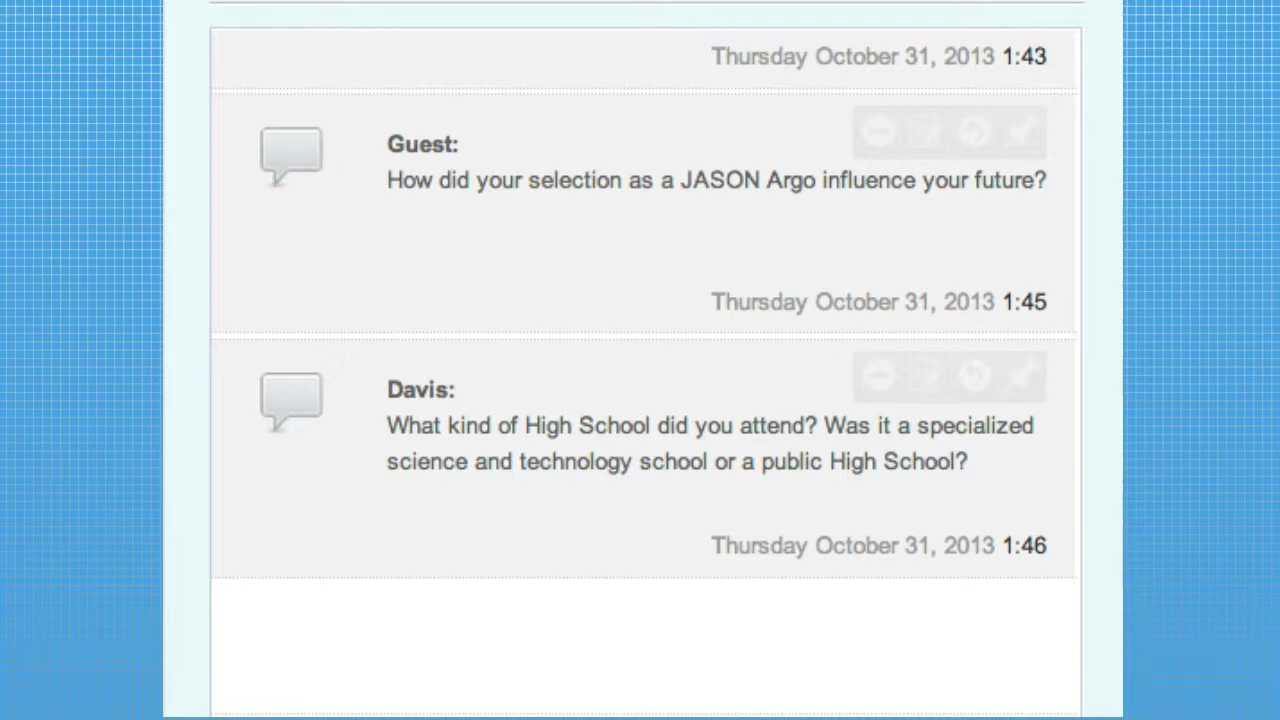 Thursday October 31, 2013 1:43
Guest:
How did your selection as a JASON Argo influence your future?
Thursday October 31, 2013 1:45
Davis:
What kind of High School did you attend? Was it a specialized
science and technology school or a public High School?
Thursday October 31, 2013 1:46